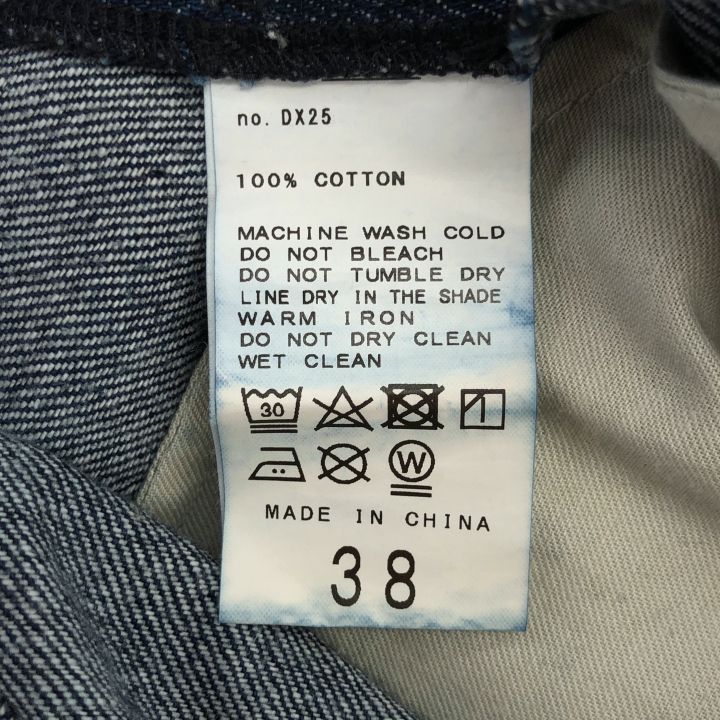 no. DX25
100% COTTON
MACHINE WASH COLD
DO NOT BLEACH
DO NOT TUMBLE DRY
LINE DRY IN THE SHADE
WARM IRON
DO NOT DRY CLEAN
WET CLEAN
30
W
MADE IN CHINA
38